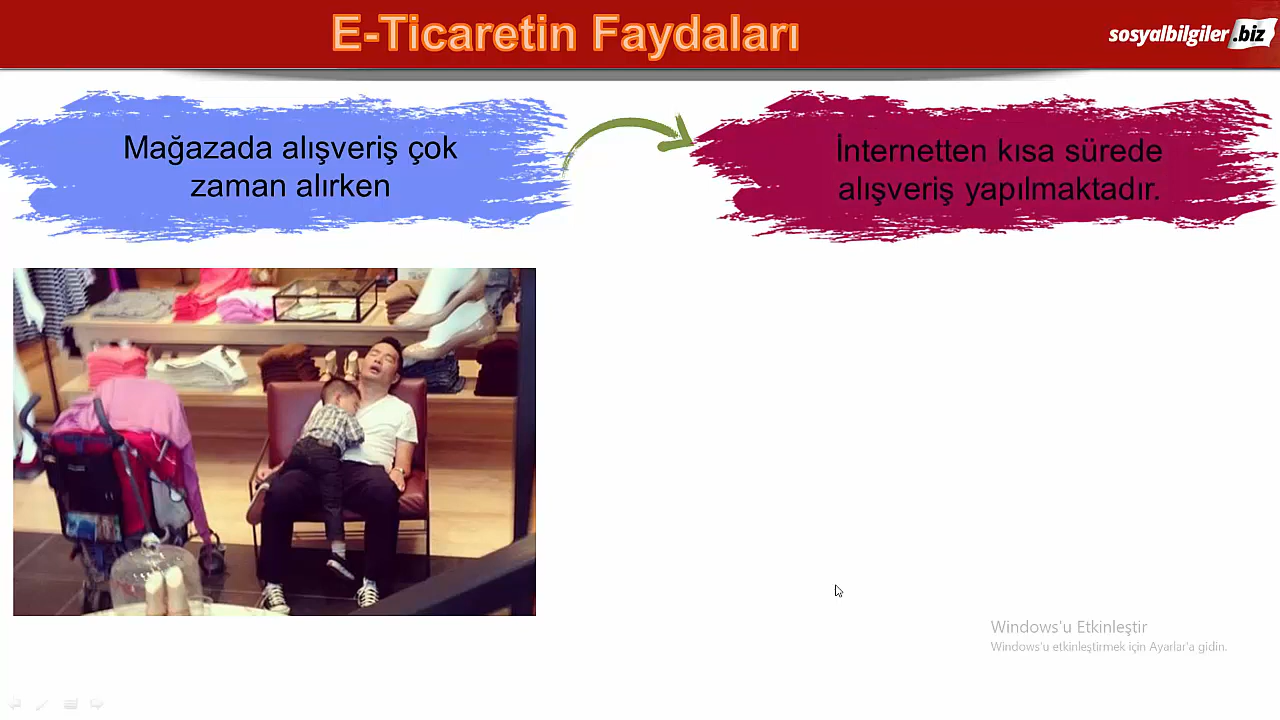 E-Ticaretin Faydaları
sosyalbilgiler.biz
Mağazada alışveriş çok
zaman alırken
İnternetten kısa sürede
alışveriş yapılmaktadır.
Windows'u Etkinleştir
Windows'u etkinleştirmek için Ayarlar'a gidin.